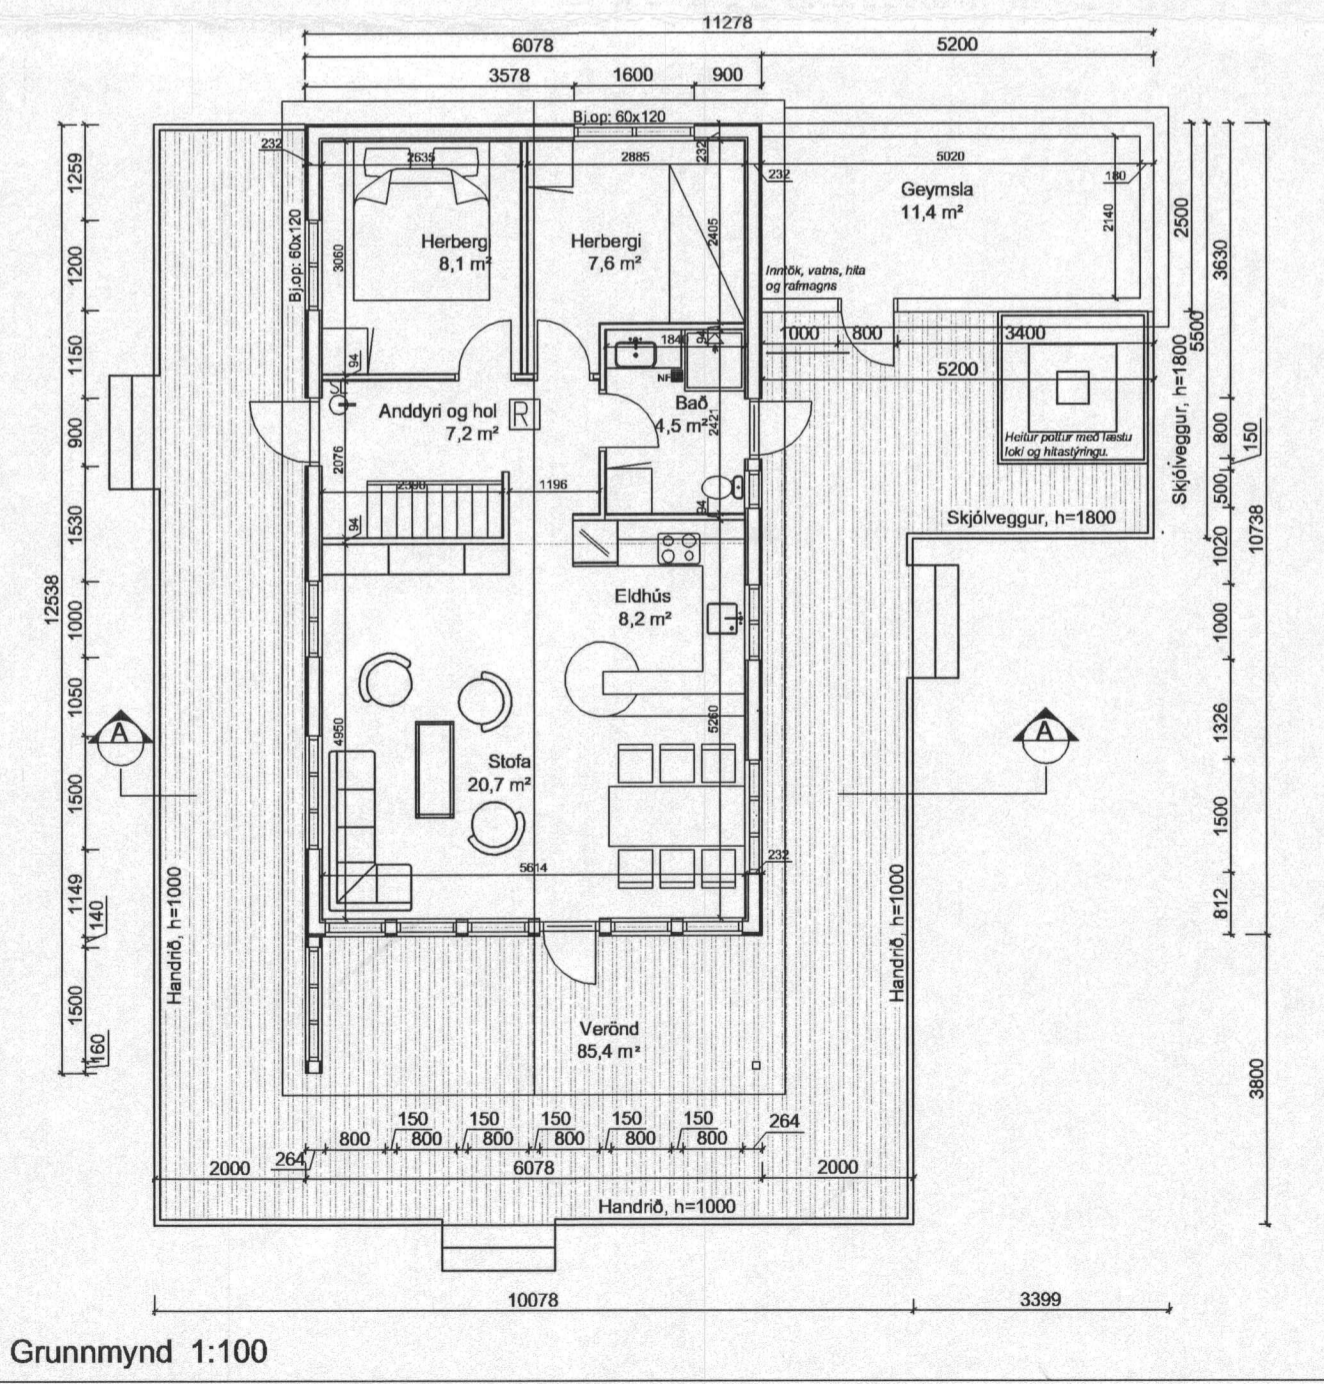 11278
6078
5200
3578
1600
900
Bj.op: 60x120
232
2635
2885
232
232
5020
180
Geymsla
11,4 m²
2140
2500
3630
5500
1259
1200
1150
900
1530
1000
1050
1500
1149
140
1500
160
12538
Bj.op: 60x120
3060
Herbergi
8,1 m²
Herbergi
7,6 m²
2405
Inntök, vatns, hita
og rafmagns
1000
800
3400
5200
94
184
94
NF
Bað
4,5 m²
2421
Anddyri og hol
7,2 m²
R
2076
2390
1196
94
94
Heitur pottur með læstu
loki og hitastýringu.
Skjólveggur, h=1800
Skjólveggur, h=1800
800
150
500
1020
10738
1000
1326
1500
812
3800
Eldhús
8,2 m²
A
A
4950
5260
Stofa
20,7 m²
5614
232
Handrið, h=1000
Handrið, h=1000
Verönd
85,4 m²
150
150
150
150
150
264
800
800
800
800
800
800
264
2000
6078
2000
Handrið, h=1000
10078
3399
Grunnmynd 1:100